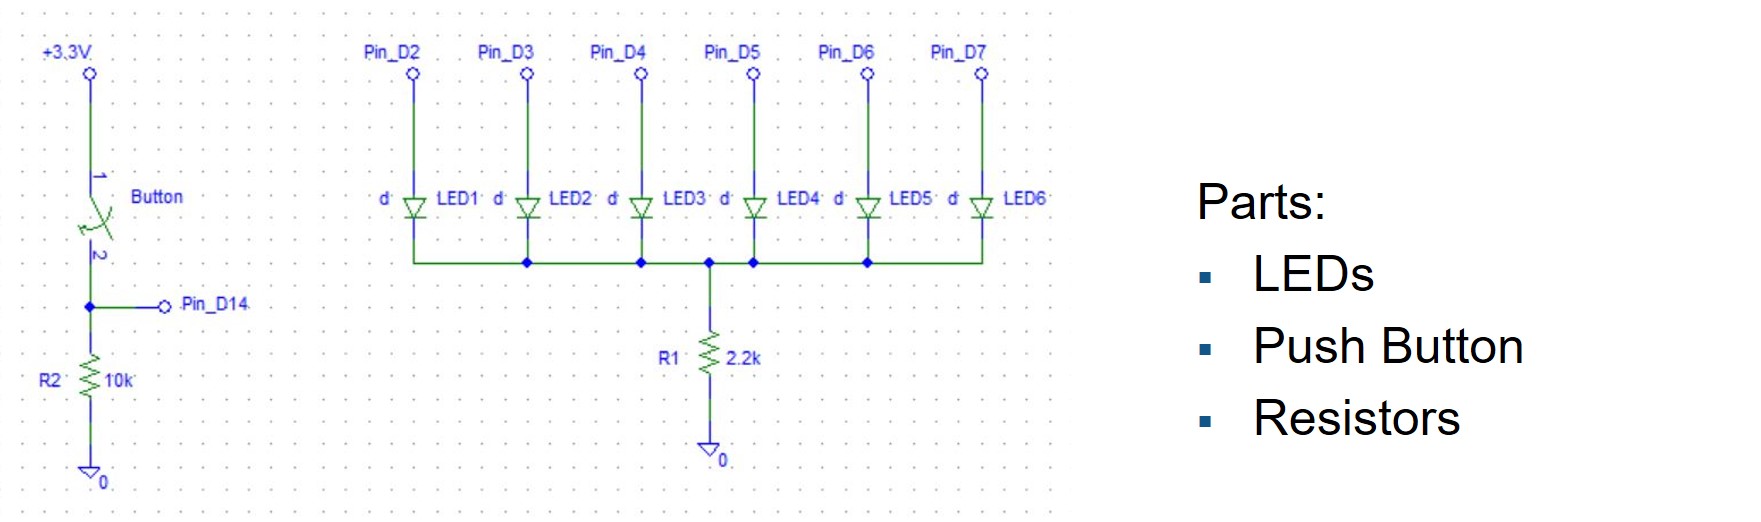 +3.3V
Pin_D2 Pin_D3 Pin_D4 Pin_D5 Pin_D6 Pin_D7
1
Button
d LED1 d LED2 d LED3 d LED4 d LED5 d LED6
2
Pin_D14
R1 2.2k
R2 10k
0
0
Parts:
▪ LEDs
▪ Push Button
▪ Resistors